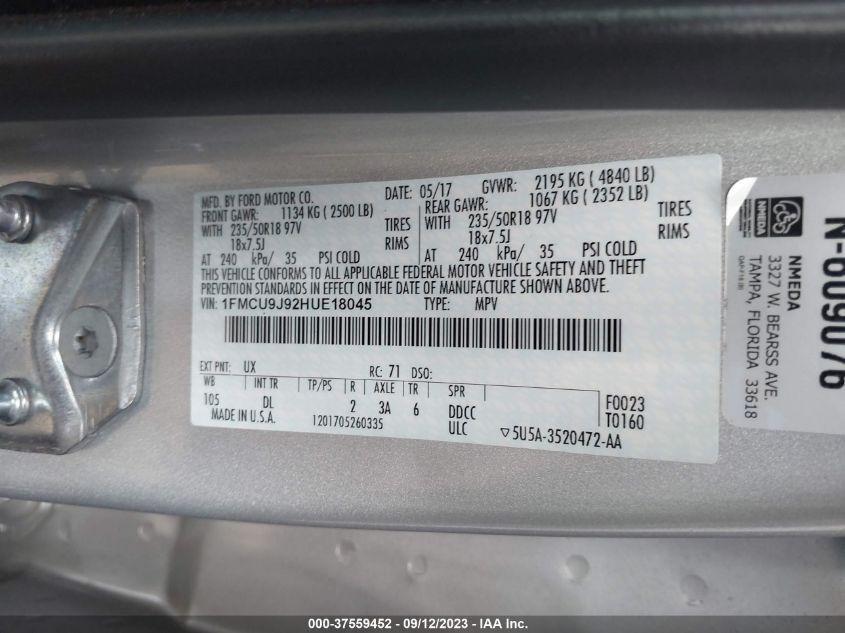 MFD. BY FORD MOTOR CO. DATE: 05/17 GVWR: 2195 KG ( 4840 LB)
FRONT GAWR: 1134 KG ( 2500 LB) REAR GAWR: 1067 KG ( 2352 LB)
WITH 235/50R18 97V TIRES WITH 235/50R18 97V TIRES
18x7.5J RIMS 18x7.5J RIMS
AT 240 kPa/ 35 PSI COLD AT 240 kPa/ 35 PSI COLD
THIS VEHICLE CONFORMS TO ALL APPLICABLE FEDERAL MOTOR VEHICLE SAFETY AND THEFT
PREVENTION STANDARDS IN EFFECT ON THE DATE OF MANUFACTURE SHOWN ABOVE.
VIN: 1FMCU9J92HUE18045 TYPE: MPV
EXT PNT: UX RC: 71 DSO:
WB INT TR TP/PS R AXLE TR SPR F0023
105 DL 2 3A 6 DDCC T0160
MADE IN U.S.A. 1201705260335 ULC ▽5U5A-3520472-AA
NMEDA
NMEDA
3327 W. BEARSS AVE.
TAMPA, FLORIDA 33618
N-609076
000-37559452 - 09/12/2023 - IAA Inc.